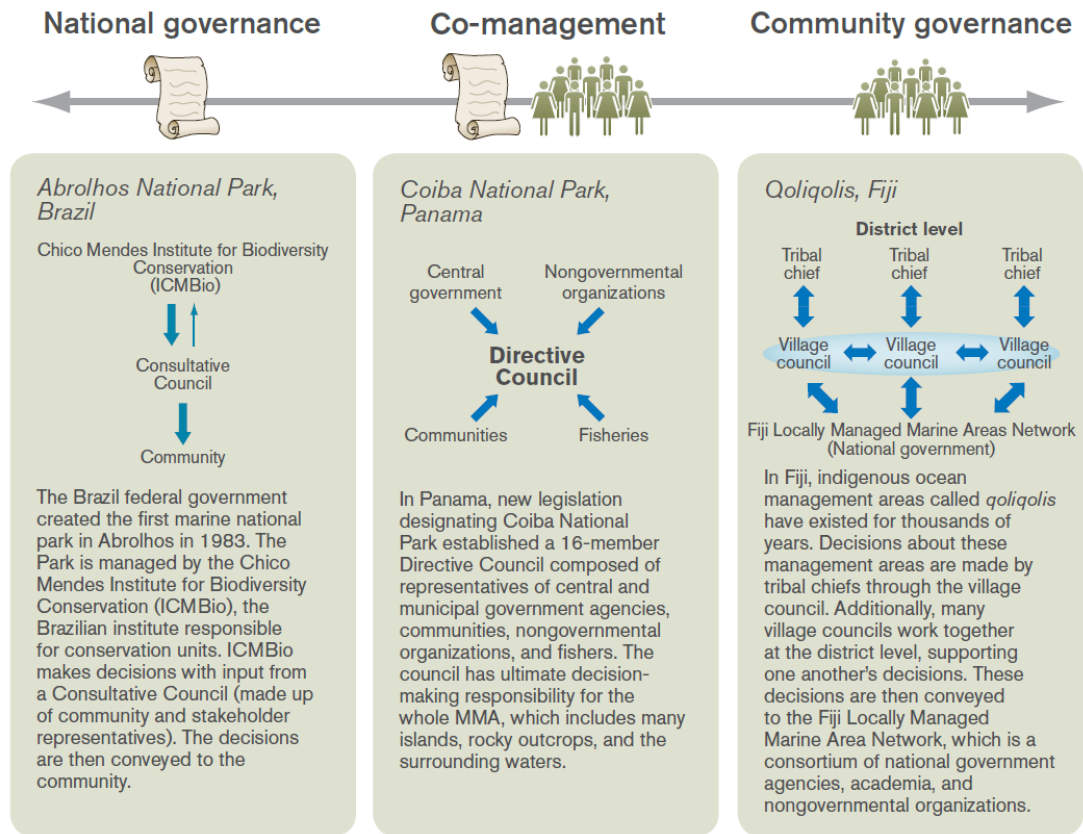 National governance
Co-management
Community governance
Abrolhos National Park,
Brazil
Chico Mendes Institute for Biodiversity
Conservation
(ICMBio)
Consultative
Council
Community
The Brazil federal government
created the first marine national
park in Abrolhos in 1983. The
Park is managed by the Chico
Mendes Institute for Biodiversity
Conservation (ICMBio), the
Brazilian institute responsible
for conservation units. ICMBio
makes decisions with input from
a Consultative Council (made up
of community and stakeholder
representatives). The decisions
are then conveyed to the
community.
Coiba National Park,
Panama
Central
government
Nongovernmental
organizations
Directive
Council
Communities
Fisheries
In Panama, new legislation
designating Coiba National
Park established a 16-member
Directive Council composed of
representatives of central and
municipal government agencies,
communities, nongovernmental
organizations, and fishers. The
council has ultimate decision-
making responsibility for the
whole MMA, which includes many
islands, rocky outcrops, and the
surrounding waters.
Qoliqolis, Fiji
District level
Tribal
chief
Tribal
chief
Tribal
chief
Village
council
Village
council
Village
council
Fiji Locally Managed Marine Areas Network
(National government)
In Fiji, indigenous ocean
management areas called qoliqolis
have existed for thousands of
years. Decisions about these
management areas are made by
tribal chiefs through the village
council. Additionally, many
village councils work together
at the district level, supporting
one another's decisions. These
decisions are then conveyed
to the Fiji Locally Managed
Marine Area Network, which is a
consortium of national government
agencies, academia, and
nongovernmental organizations.